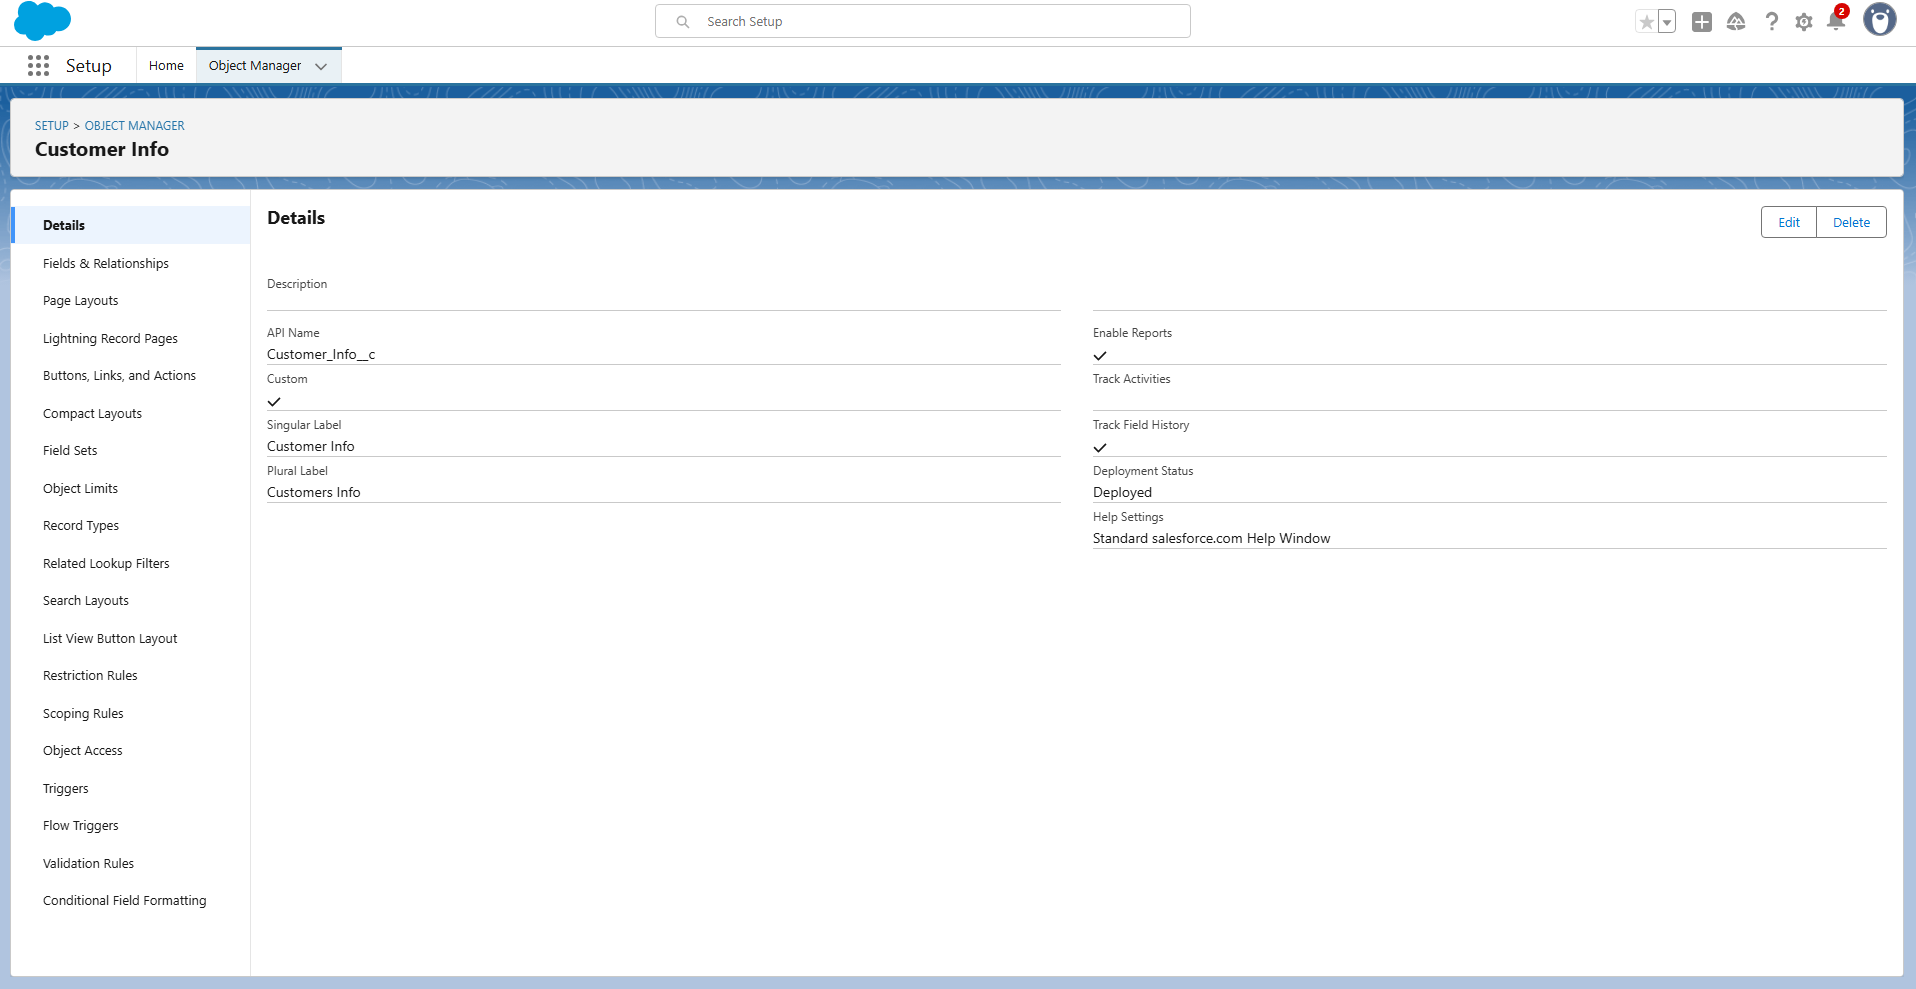 Search Setup
2
Setup
Home
Object Manager
SETUP > OBJECT MANAGER
Customer Info
Details
Fields & Relationships
Page Layouts
Lightning Record Pages
Buttons, Links, and Actions
Compact Layouts
Field Sets
Object Limits
Record Types
Related Lookup Filters
Search Layouts
List View Button Layout
Restriction Rules
Scoping Rules
Object Access
Triggers
Flow Triggers
Validation Rules
Conditional Field Formatting
Details
Edit
Delete
Description
API Name
Customer_Info__c
Custom
Singular Label
Customer Info
Plural Label
Customers Info
Enable Reports
Track Activities
Track Field History
Deployment Status
Deployed
Help Settings
Standard salesforce.com Help Window